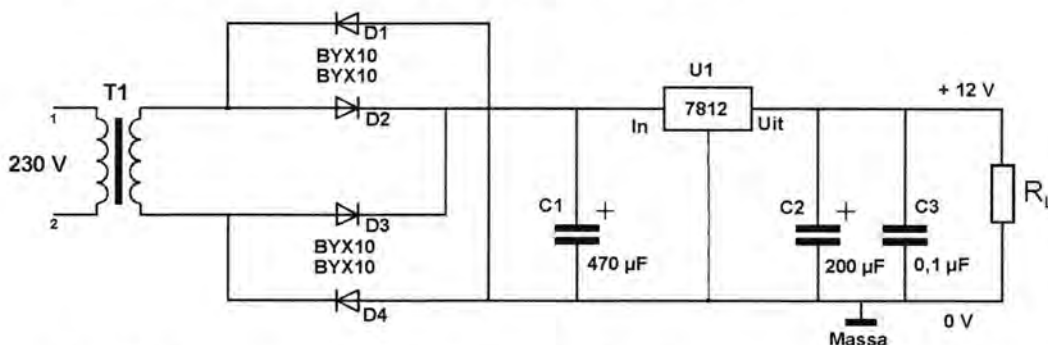 D1
BYX10
BYX10
U1
T1
+ 12 V
1
7812
D2
In
Uit
230 V
C1 +
C2 +
C3
R
2
D3
BYX10
BYX10
470 µF
200 µF
0,1 µF
D4
0 V
Massa